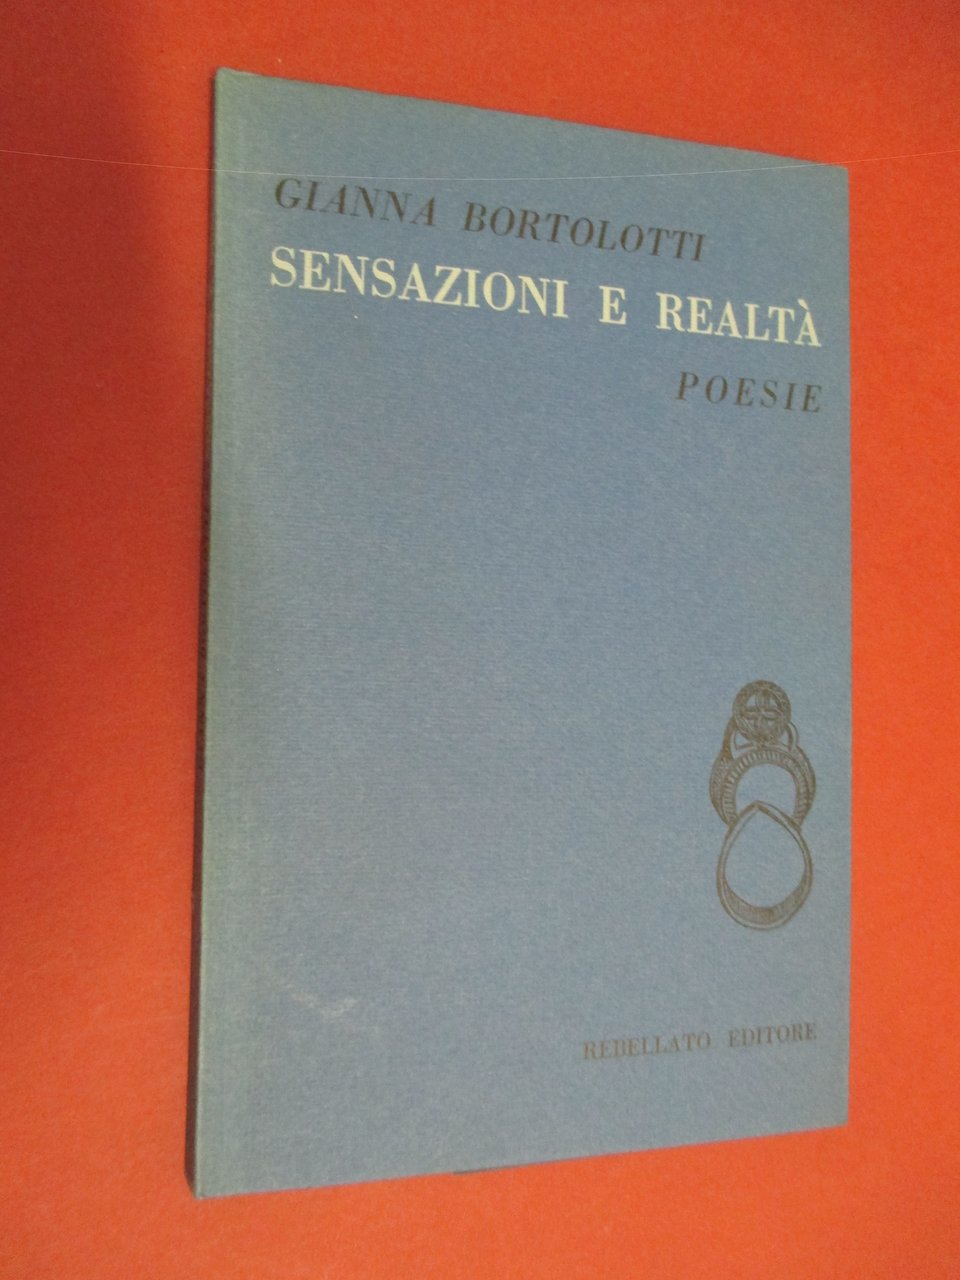 GIANNA BORTOLOTTI
SENSAZIONI E REALTÀ
POESIE
REBELLATO EDITORE